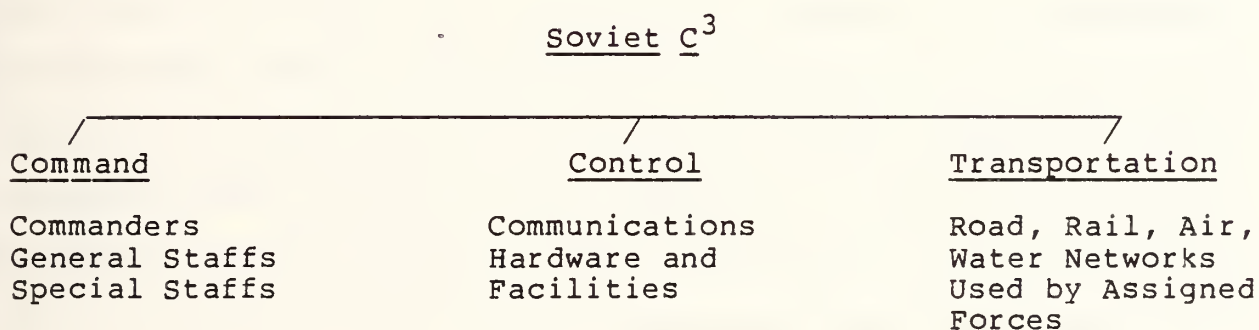 Soviet C³
Command
Commanders
General Staffs
Special Staffs
Control
Communications
Hardware and
Facilities
Transportation
Road, Rail, Air,
Water Networks
Used by Assigned
Forces